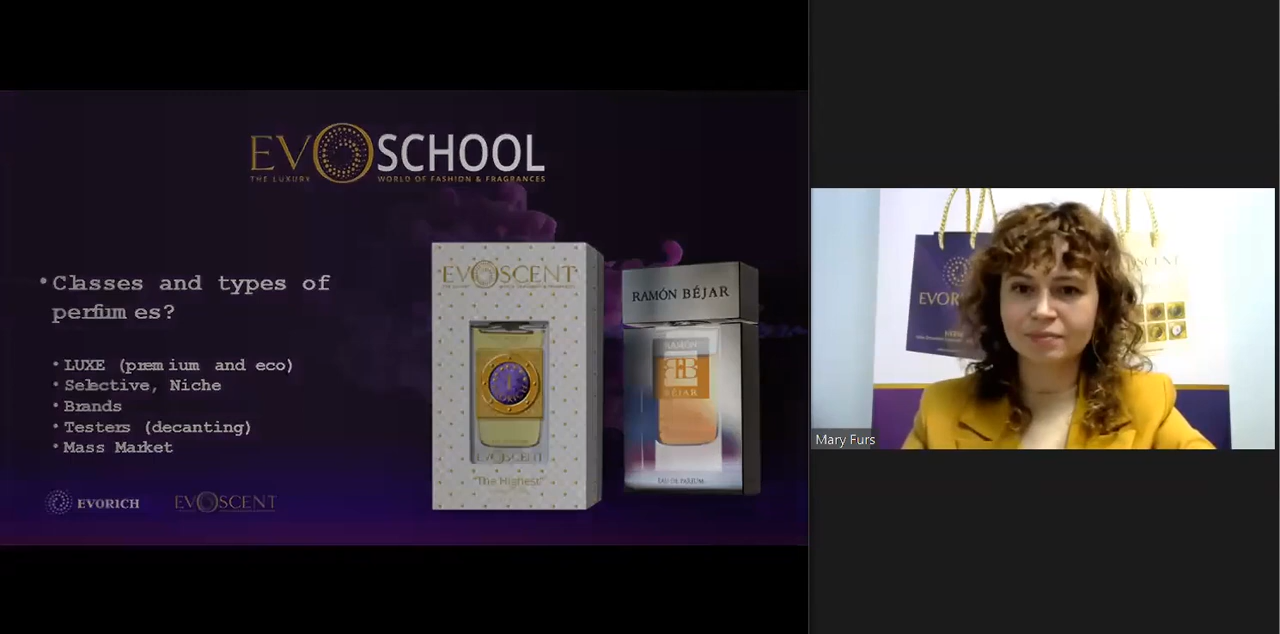 EVOSCHOOL
THE LUXURY WORLD OF FASHION & FRAGRANCES
• Classes and types of
perfumes?
• LUXE (premium and eco)
• Selective, Niche
• Brands
• Testers (decanting)
• Mass Market
EVORICH
EVOSCENT
EVOSCENT
EVOSCENT
"The Highest"
RAMÓN BÉJAR
RAMÓN
BÉJAR
EAU DE PARFUM
Mary Furs